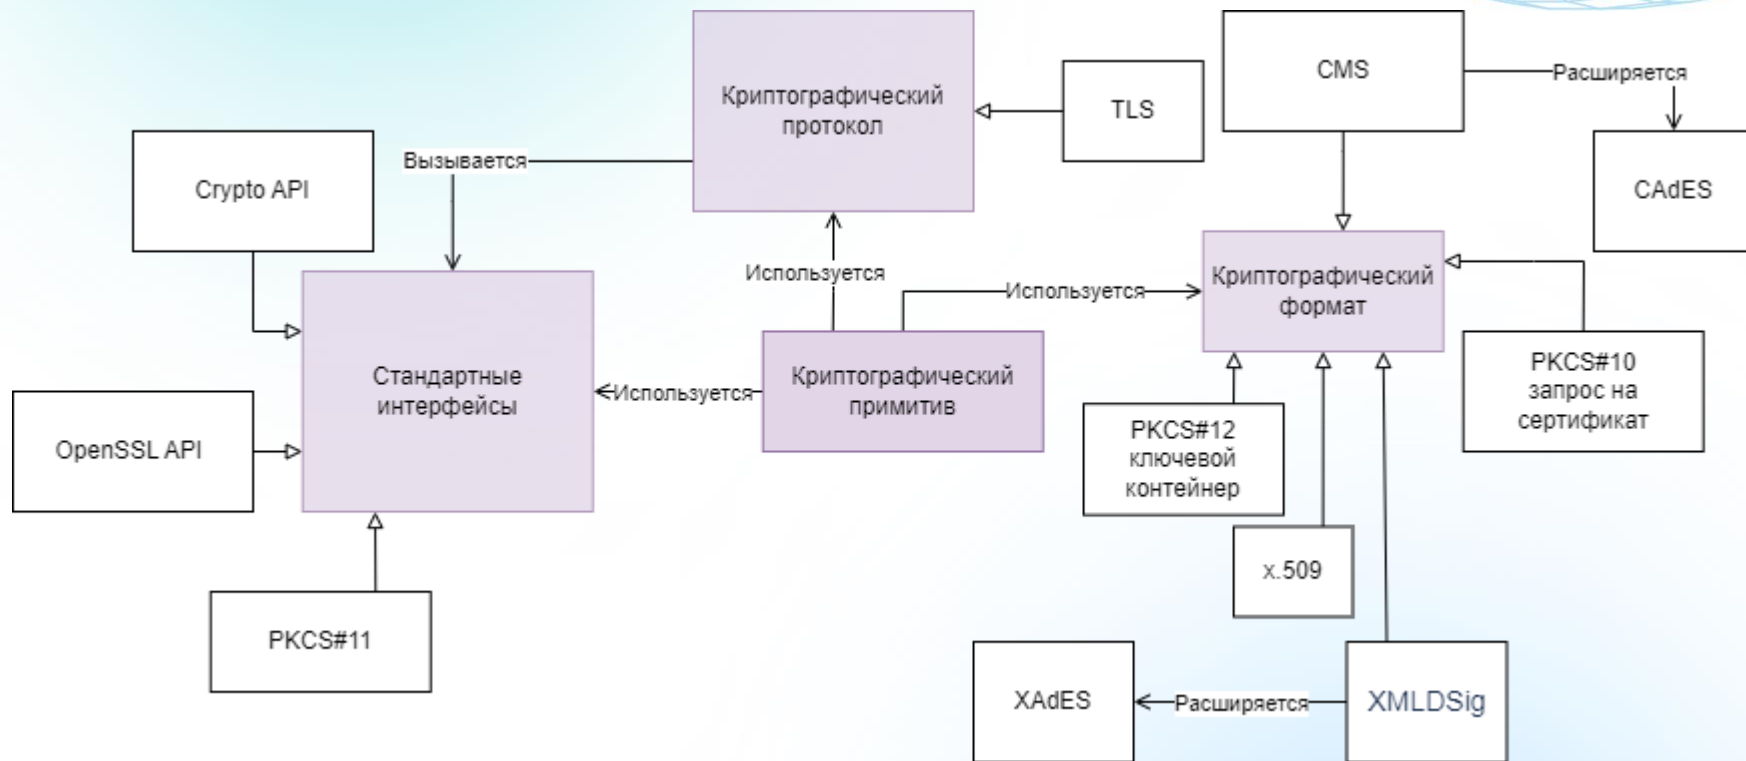 CMS
Расширяется
Криптографический
протокол
TLS
Вызывается
Crypto API
CAdES
Используется
Криптографический
формат
Используется
Стандартные
интерфейсы
Используется
Криптографический
примитив
PKCS#10
запрос на
сертификат
OpenSSL API
PKCS#12
ключевой
контейнер
x.509
PKCS#11
XAdES
Расширяется
XMLDSig